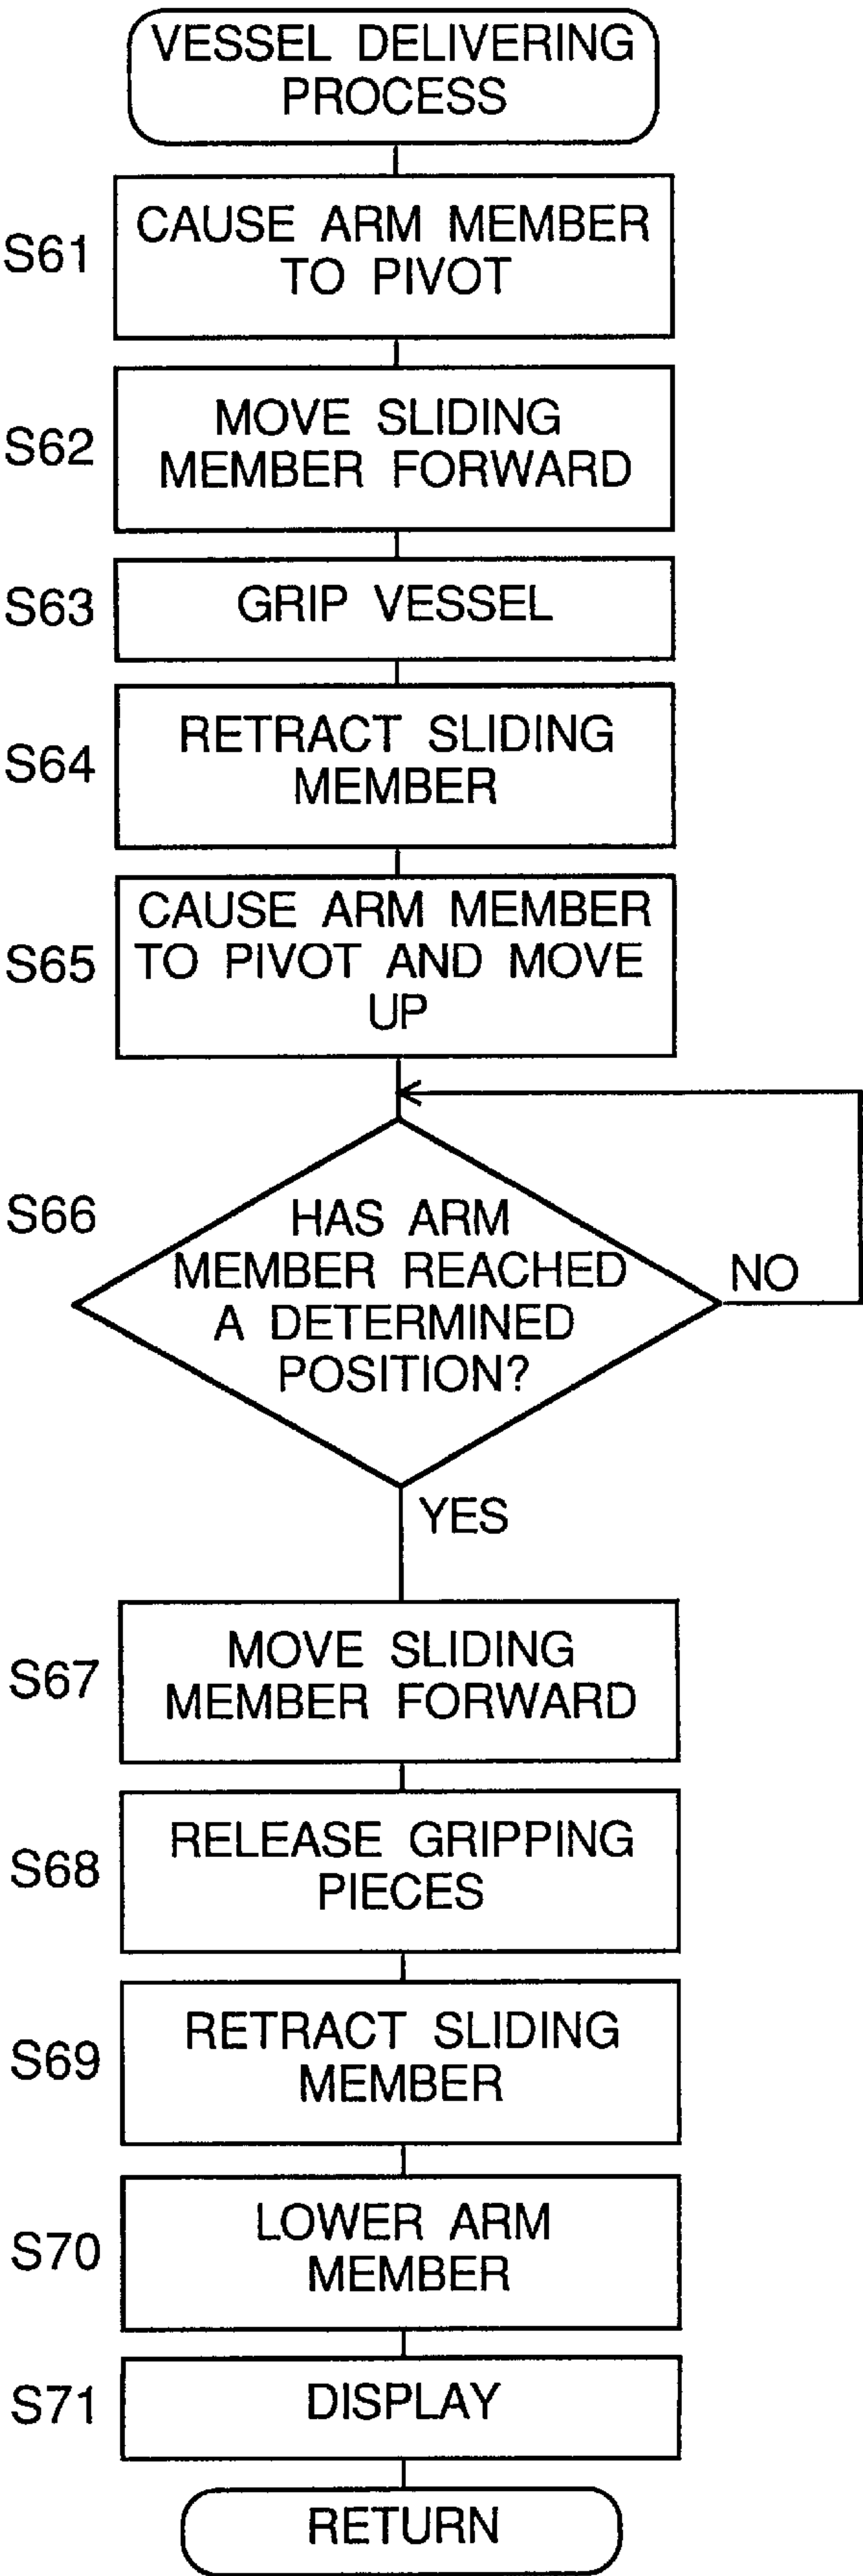 VESSEL DELIVERING
PROCESS
S61
CAUSE ARM MEMBER
TO PIVOT
S62
MOVE SLIDING
MEMBER FORWARD
S63
GRIP VESSEL
S64
RETRACT SLIDING
MEMBER
S65
CAUSE ARM MEMBER
TO PIVOT AND MOVE
UP
S66
HAS ARM
MEMBER REACHED
A DETERMINED
POSITION?
NO
YES
S67
MOVE SLIDING
MEMBER FORWARD
S68
RELEASE GRIPPING
PIECES
S69
RETRACT SLIDING
MEMBER
S70
LOWER ARM
MEMBER
S71
DISPLAY
RETURN